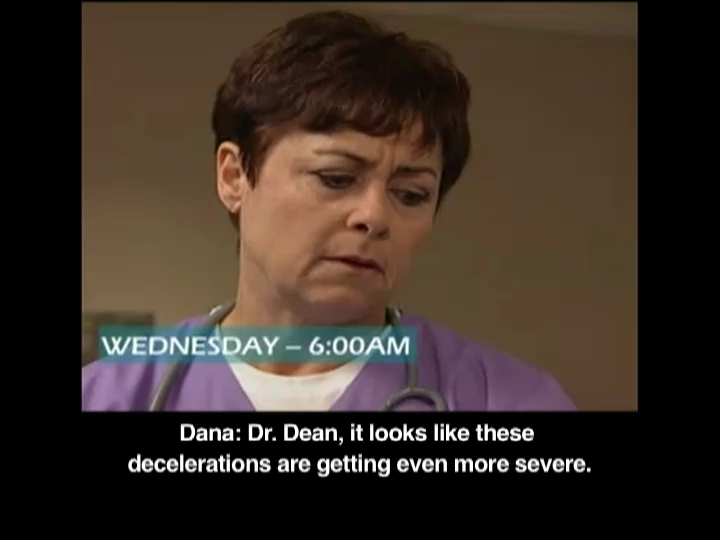 WEDNESDAY – 6:00AM
Dana: Dr. Dean, it looks like these
decelerations are getting even more severe.